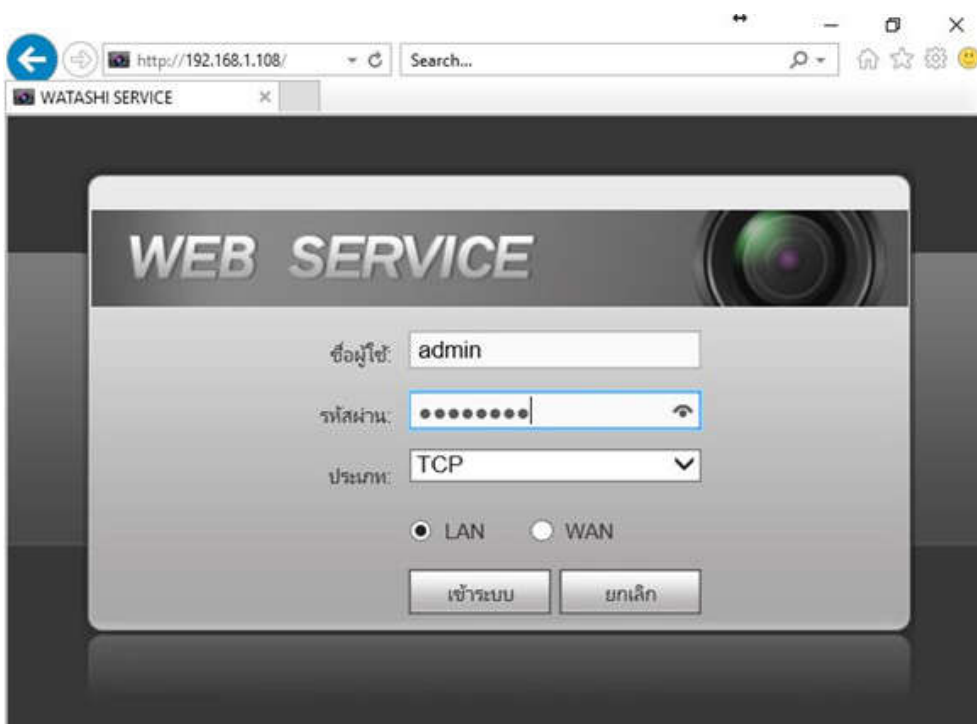 http://192.168.1.108/
Search...
WATASHI SERVICE
WEB SERVICE
ชื่อผู้ใช้:
admin
รหัสผ่าน:
••••••••
ประเภท:
TCP
LAN
WAN
เข้าระบบ
ยกเลิก